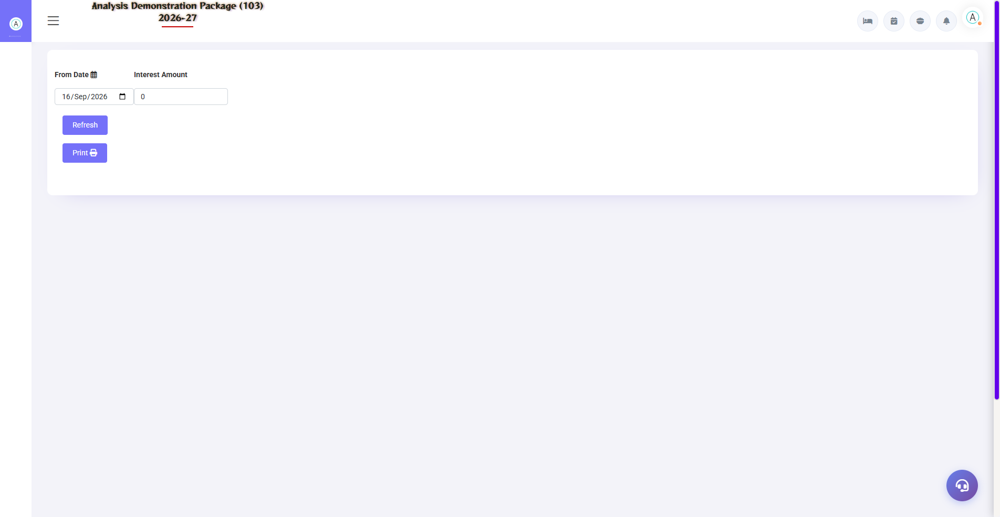 Analysis Demonstration Package (103)
2026-27
A
A
From Date
Interest Amount
16/Sep/2026
0
Refresh
Print